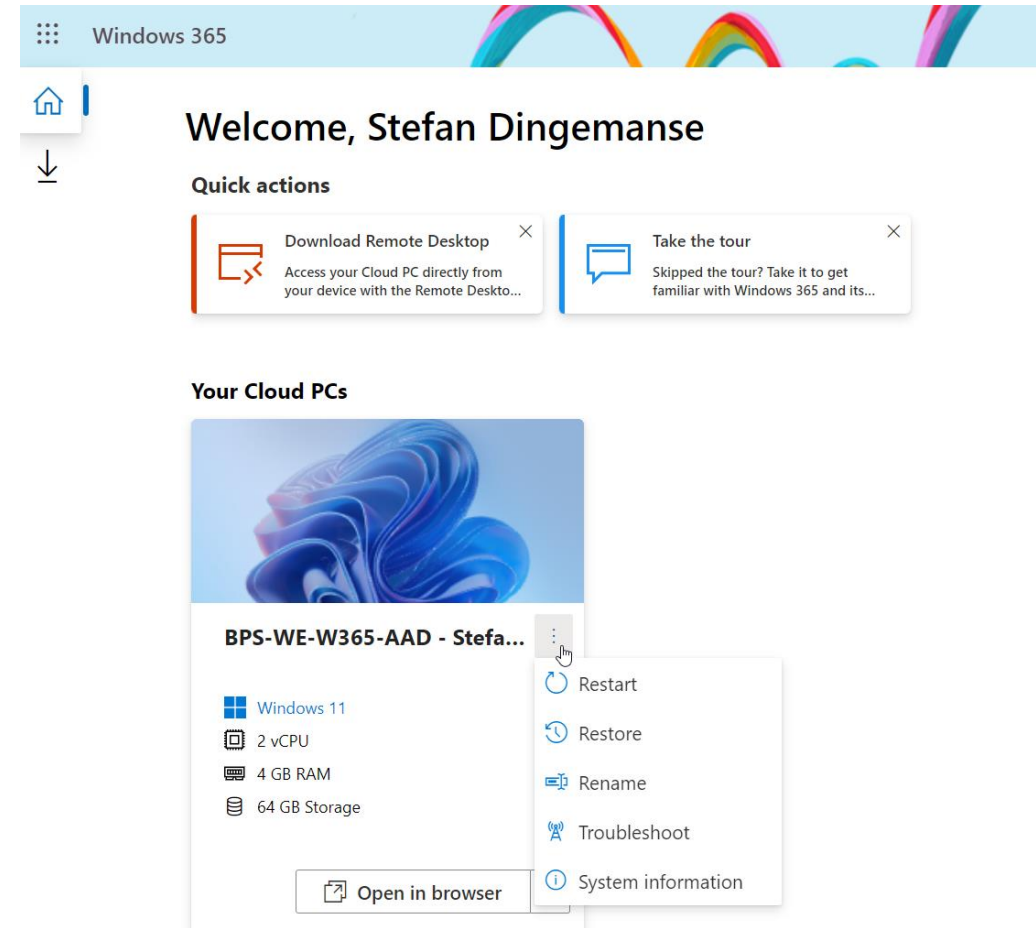 Windows 365
Welcome, Stefan Dingemanse
Quick actions
Download Remote Desktop
Access your Cloud PC directly from
your device with the Remote Deskto...
Take the tour
Skipped the tour? Take it to get
familiar with Windows 365 and its...
Your Cloud PCs
BPS-WE-W365-AAD - Stefa...
Windows 11
2 vCPU
4 GB RAM
64 GB Storage
Restart
Restore
Rename
Troubleshoot
System information
Open in browser